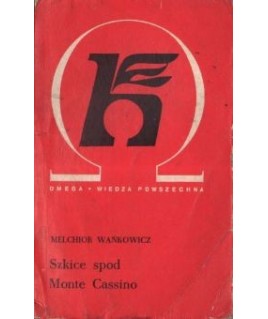 OMEGA • WIEDZA POWSZECHNA
MELCHIOR WAŃKOWICZ
Szkice spod
Monte Cassino